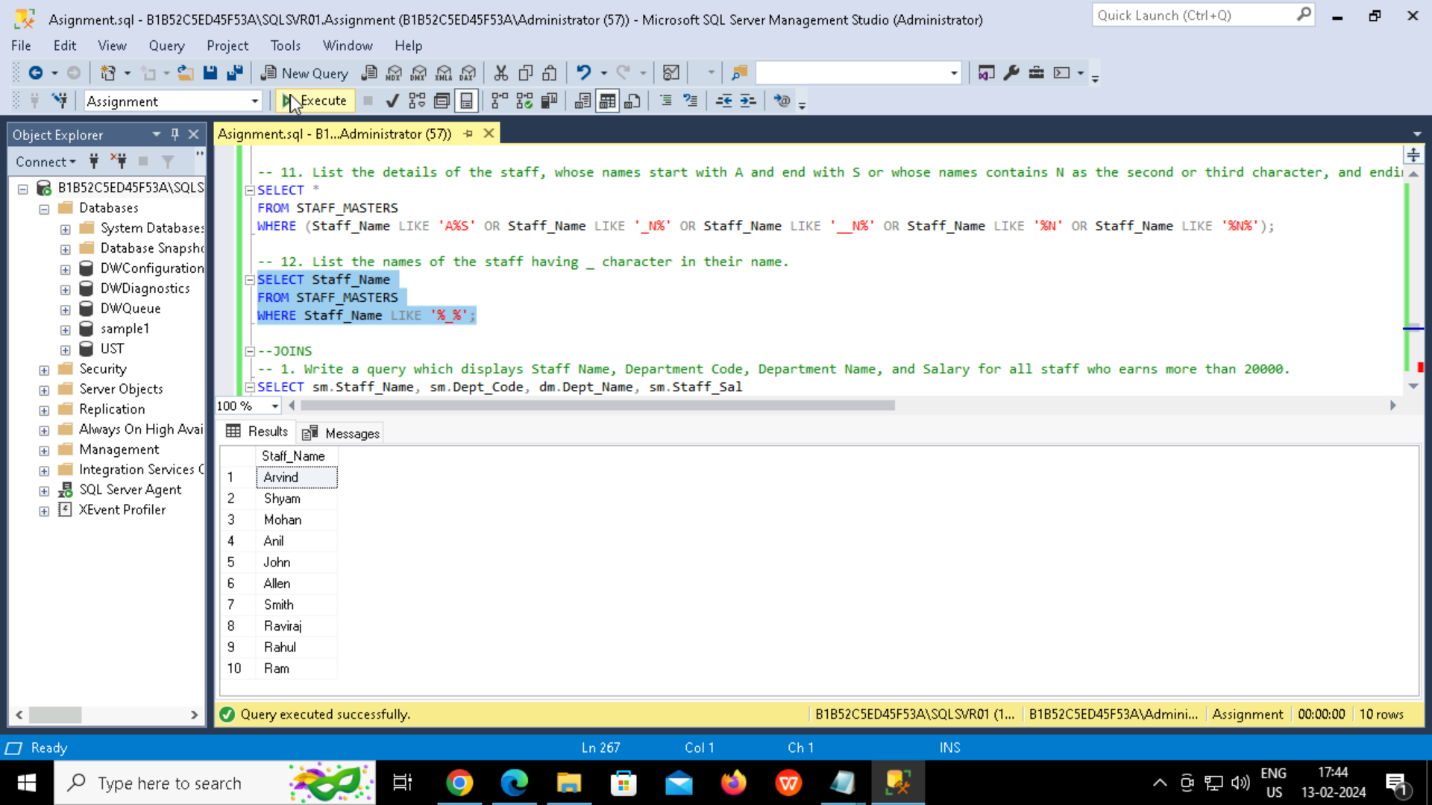 Assignment.sql - B1B52C5ED45F53A\SQLSVR01.Assignment (B1B52C5ED45F53A\Administrator (57)) - Microsoft SQL Server Management Studio (Administrator)
Quick Launch (Ctrl+Q)
File Edit View Query Project Tools Window Help
New Query MDX DMX XMLA DAX
Assignment Execute
Object Explorer
Asignment.sql - B1...Administrator (57))
Connect
B1B52C5ED45F53A\SQLS
Databases
System Databases
Database Snapsho
DWConfiguration
DWDiagnostics
DWQueue
sample1
UST
Security
Server Objects
Replication
Always On High Avai
Management
Integration Services C
SQL Server Agent
XEvent Profiler
-- 11. List the details of the staff, whose names start with A and end with S or whose names contains N as the second or third character, and endi
SELECT *
FROM STAFF_MASTERS
WHERE (Staff_Name LIKE 'A%S' OR Staff_Name LIKE '_N%' OR Staff_Name LIKE '__N%' OR Staff_Name LIKE '%N' OR Staff_Name LIKE '%N%');
-- 12. List the names of the staff having _ character in their name.
SELECT Staff_Name
FROM STAFF_MASTERS
WHERE Staff_Name LIKE '%_%';
--JOINS
-- 1. Write a query which displays Staff Name, Department Code, Department Name, and Salary for all staff who earns more than 20000.
SELECT sm.Staff_Name, sm.Dept_Code, dm.Dept_Name, sm.Staff_Sal
100 %
Results Messages
Staff_Name
1 Arvind
2 Shyam
3 Mohan
4 Anil
5 John
6 Allen
7 Smith
8 Raviraj
9 Rahul
10 Ram
Query executed successfully. B1B52C5ED45F53A\SQLSVR01 (1... B1B52C5ED45F53A\Admini... Assignment 00:00:00 10 rows
Ready Ln 267 Col 1 Ch 1 INS
Type here to search
ENG
US
17:44
13-02-2024
1